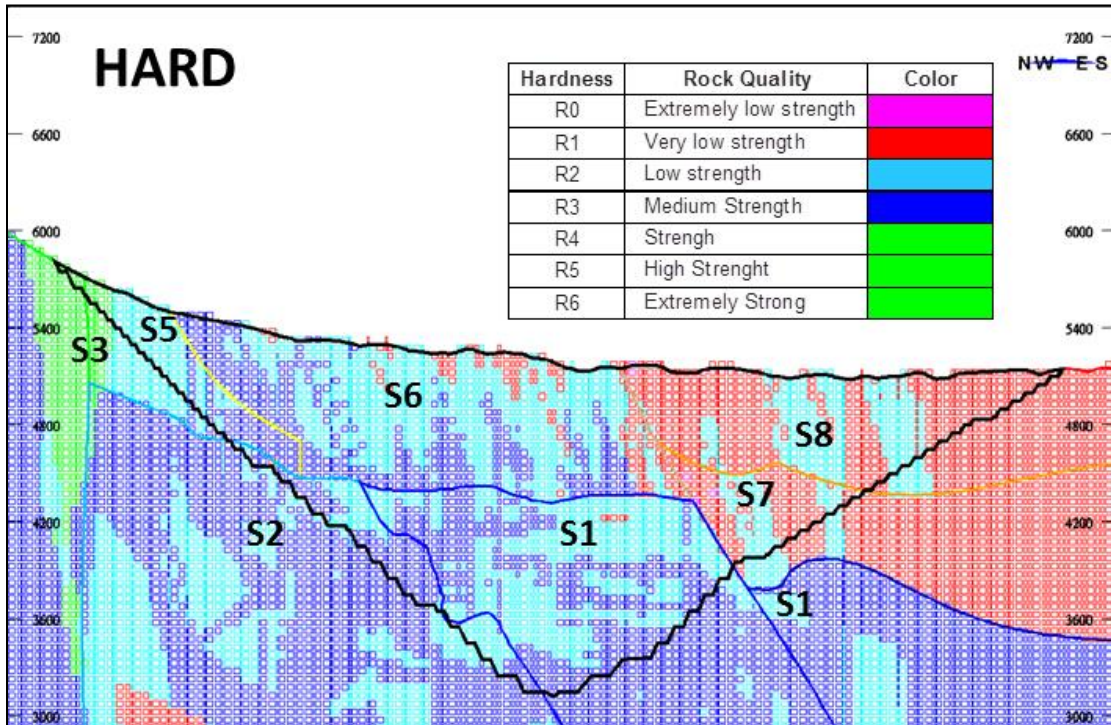 7200
HARD
7200
NW ES
Hardness Rock Quality Color
R0 Extremely low strength
R1 Very low strength
R2 Low strength
R3 Medium Strength
R4 Strengh
R5 High Strenght
R6 Extremely Strong
6600
6600
6000
6000
5400
S5
5400
S3
S6
4800
S8
4800
S7
4200
S2
S1
4200
S1
3600
3600
3000
3000